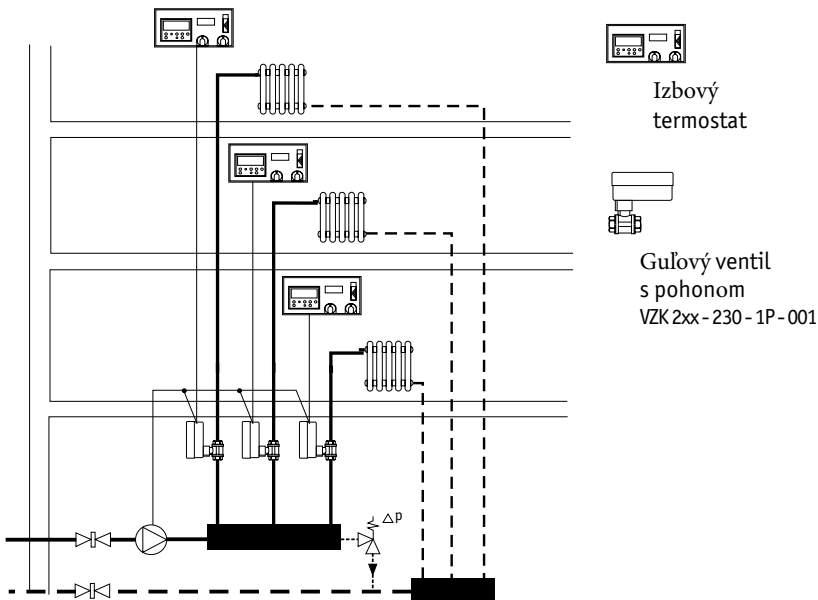 Izbový
termostat
Guľový ventil
s pohonom
VZK 2xx - 230 - 1P - 001
Δp